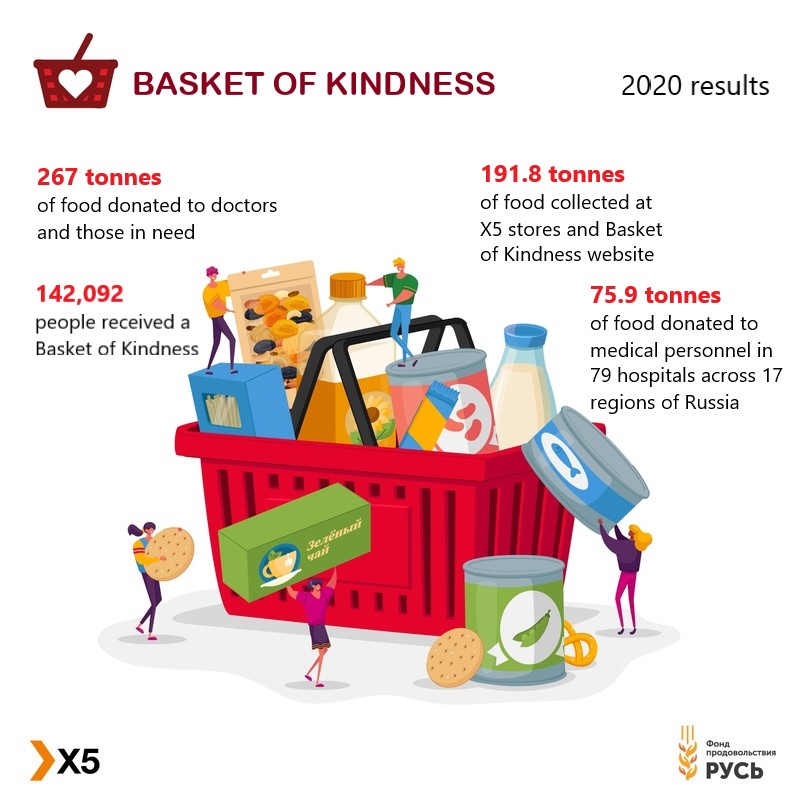 BASKET OF KINDNESS
2020 results
267 tonnes
of food donated to doctors
and those in need
191.8 tonnes
of food collected at
X5 stores and Basket
of Kindness website
142,092
people received a
Basket of Kindness
75.9 tonnes
of food donated to
medical personnel in
79 hospitals across 17
regions of Russia
Зелёный
чай
X5
Фонд
продовольствия
РУСЬ